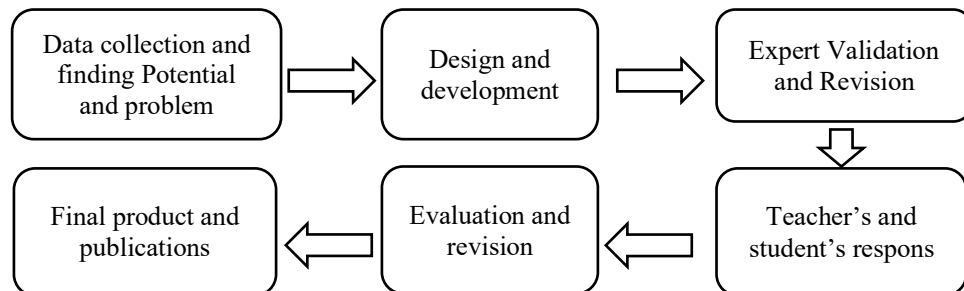 Data collection and
finding Potential
and problem
Design and
development
Expert Validation
and Revision
Teacher’s and
student’s respons
Evaluation and
revision
Final product and
publications